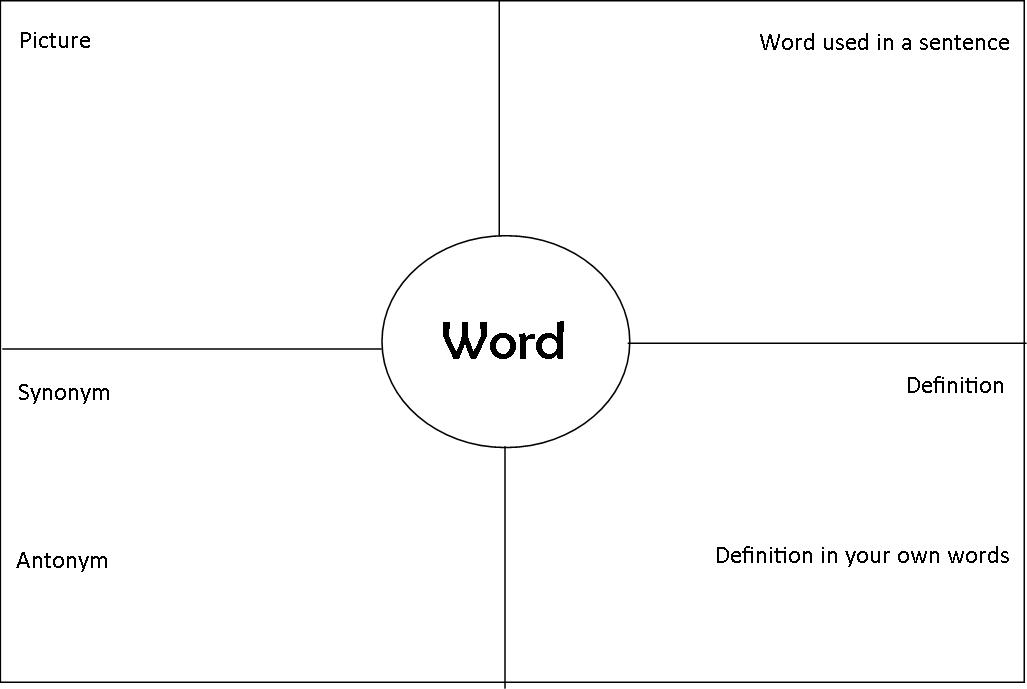 Picture
Word used in a sentence
Word
Synonym
Definition
Antonym
Definition in your own words